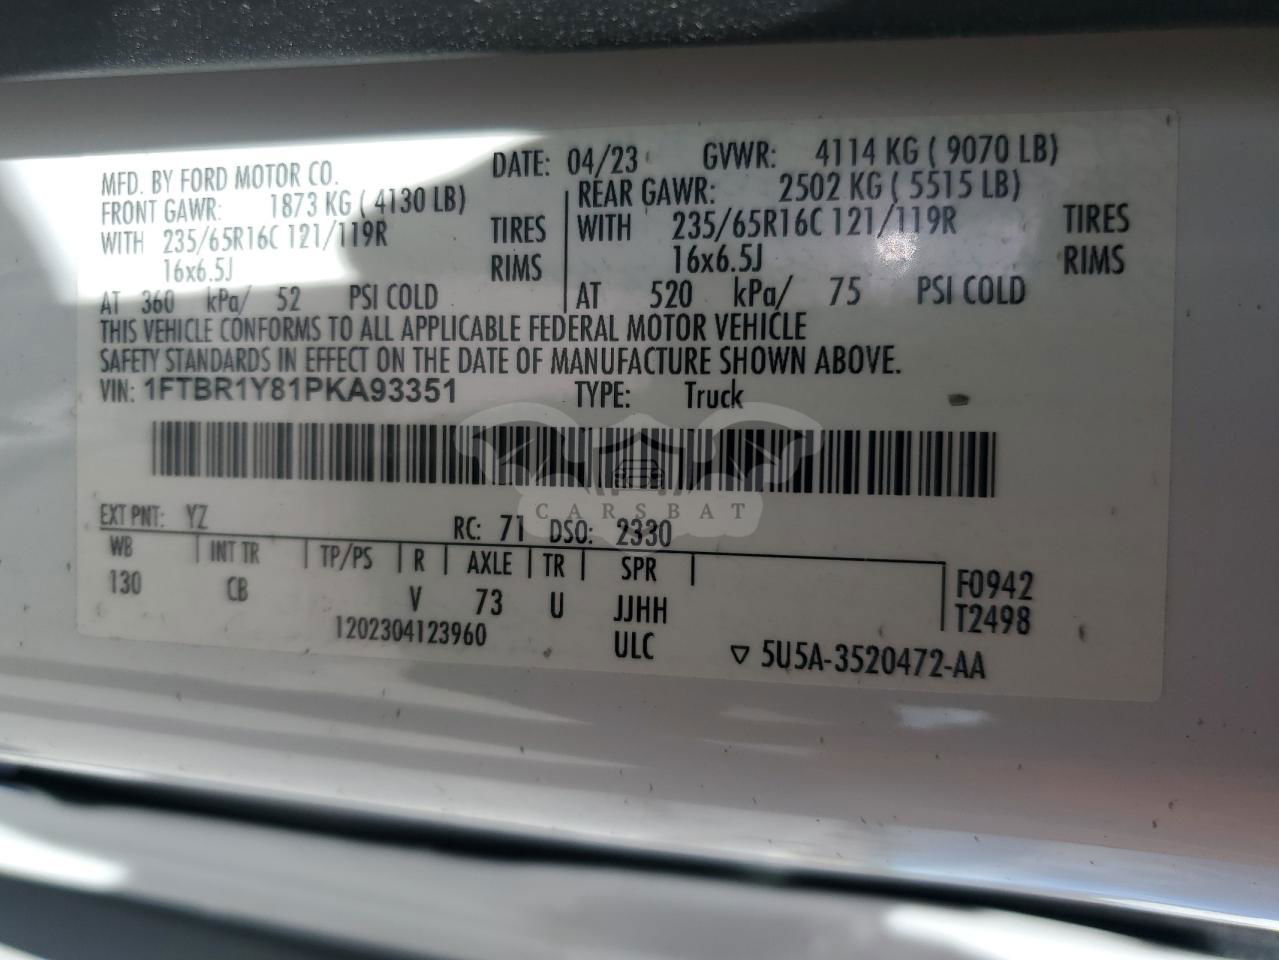 MFD. BY FORD MOTOR CO.
DATE: 04/23 GVWR: 4114 KG ( 9070 LB)
FRONT GAWR: 1873 KG ( 4130 LB)
WITH 235/65R16C 121/119R TIRES
16x6.5J RIMS
AT 360 kPa/ 52 PSI COLD
REAR GAWR: 2502 KG ( 5515 LB)
WITH 235/65R16C 121/119R TIRES
16x6.5J RIMS
AT 520 kPa/ 75 PSI COLD
THIS VEHICLE CONFORMS TO ALL APPLICABLE FEDERAL MOTOR VEHICLE
SAFETY STANDARDS IN EFFECT ON THE DATE OF MANUFACTURE SHOWN ABOVE.
VIN: 1FTBR1Y81PKA93351 TYPE: Truck
CARSBAT
EXT PNT: YZ RC: 71 DSO: 2330
WB INT TR TP/PS R AXLE TR SPR
130 CB V 73 U JJHH
F0942
T2498
1202304123960 ULC
5U5A-3520472-AA